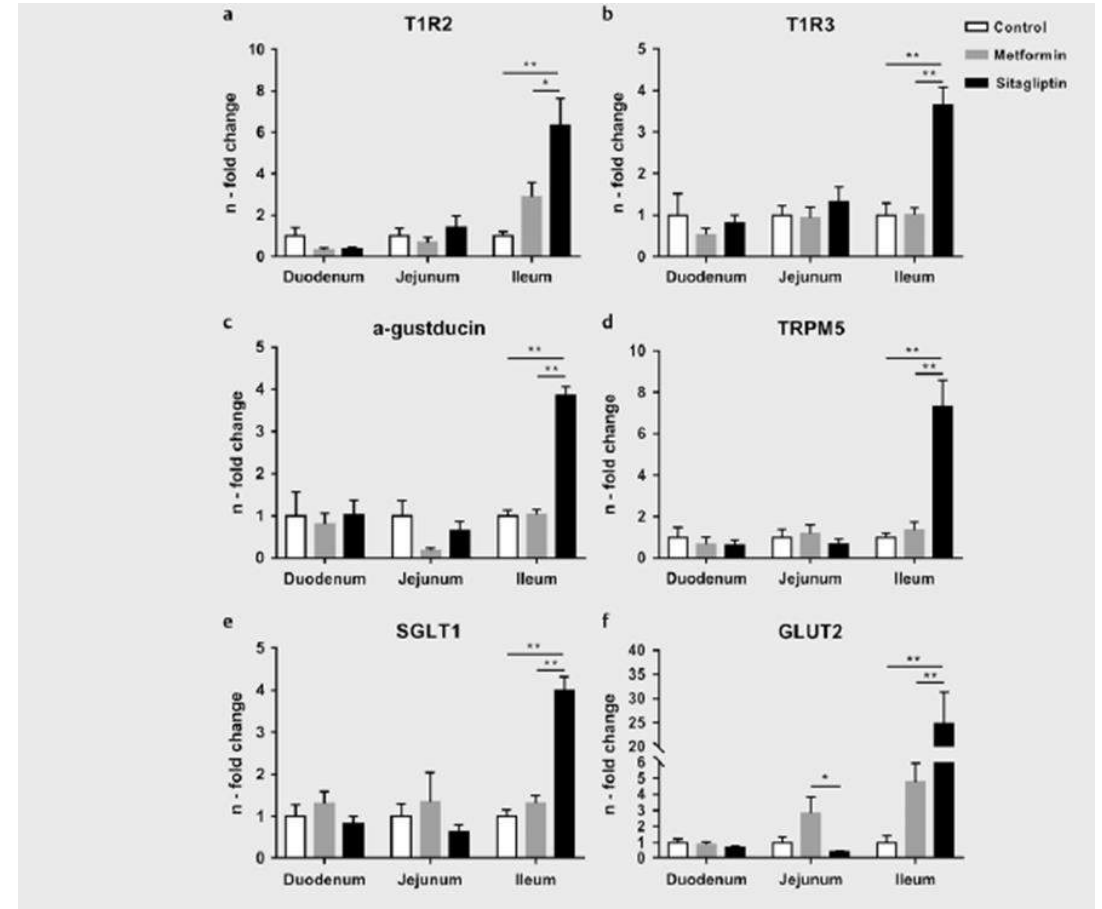 a
T1R2
n - fold change
10
8
6
4
2
0
**
*
Duodenum Jejunum Ileum
b
T1R3
n - fold change
5
4
3
2
1
0
**
**
Duodenum Jejunum Ileum
Control
Metformin
Sitagliptin
c
a-gustducin
n - fold change
5
4
3
2
1
0
**
**
Duodenum Jejunum Ileum
d
TRPM5
n - fold change
10
8
6
4
2
0
**
**
Duodenum Jejunum Ileum
e
SGLT1
n - fold change
5
4
3
2
1
0
**
**
Duodenum Jejunum Ileum
f
GLUT2
n - fold change
40
35
30
25
20
6
5
4
3
2
1
0
*
**
**
Duodenum Jejunum Ileum